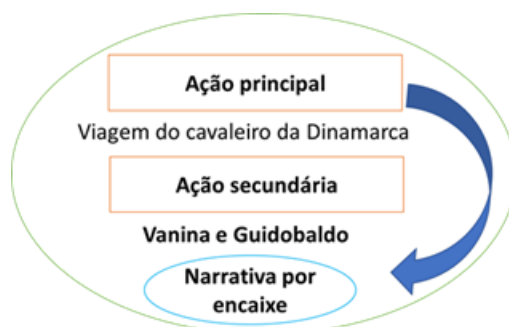 Ação principal
Viagem do cavaleiro da Dinamarca
Ação secundária
Vanina e Guidobaldo
Narrativa por
encaixe